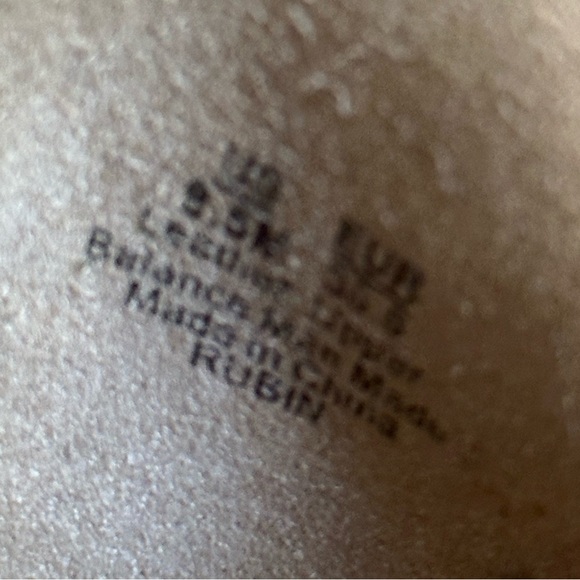 US EUR
9.5M
Leather Upper
Balance Man Made
Made in China
RUBIN